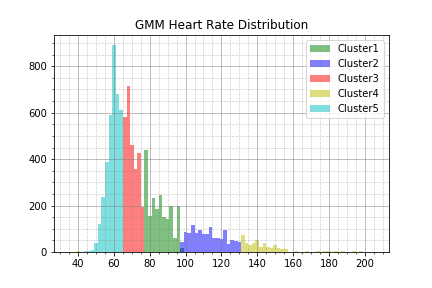 GMM Heart Rate Distribution
Cluster1
Cluster2
Cluster3
Cluster4
Cluster5
800
600
400
200
0
40 60 80 100 120 140 160 180 200